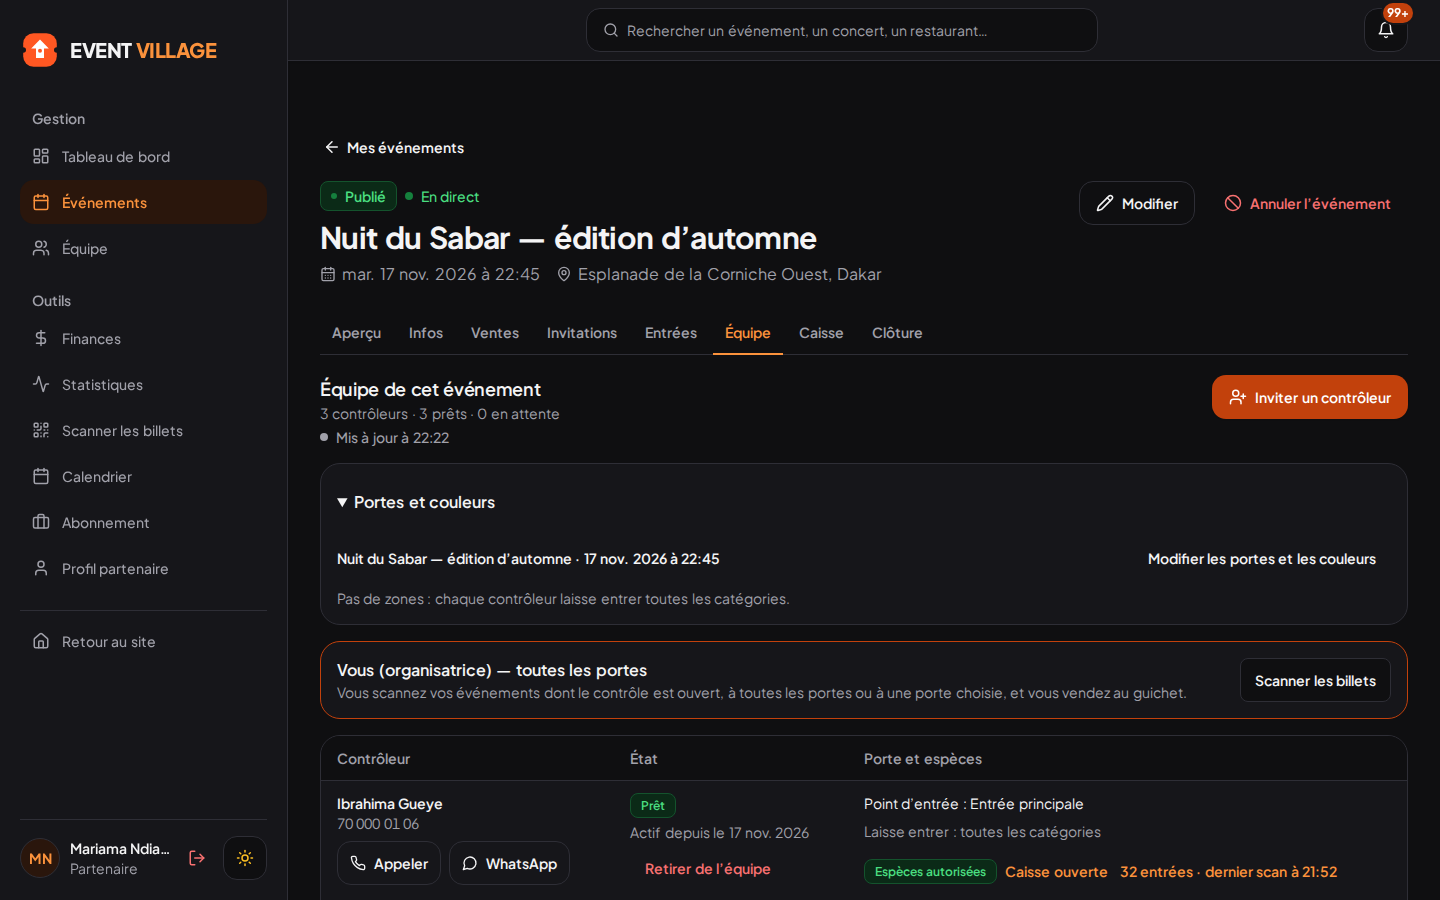 EVENT VILLAGE
Rechercher un événement, un concert, un restaurant…
99+
Gestion
Tableau de bord
Événements
Équipe
Outils
Finances
Statistiques
Scanner les billets
Calendrier
Abonnement
Profil partenaire
Retour au site
MN
Mariama Ndia…
Partenaire
Mes événements
Publié
En direct
Modifier
Annuler l’événement
Nuit du Sabar — édition d’automne
mar. 17 nov. 2026 à 22:45
Esplanade de la Corniche Ouest, Dakar
Aperçu
Infos
Ventes
Invitations
Entrées
Équipe
Caisse
Clôture
Équipe de cet événement
3 contrôleurs · 3 prêts · 0 en attente
Mis à jour à 22:22
Inviter un contrôleur
Portes et couleurs
Nuit du Sabar — édition d’automne · 17 nov. 2026 à 22:45
Modifier les portes et les couleurs
Pas de zones : chaque contrôleur laisse entrer toutes les catégories.
Vous (organisatrice) — toutes les portes
Vous scannez vos événements dont le contrôle est ouvert, à toutes les portes ou à une porte choisie, et vous vendez au guichet.
Scanner les billets
Contrôleur
État
Porte et espèces
Ibrahima Gueye
70 000 01 06
Appeler
WhatsApp
Prêt
Actif depuis le 17 nov. 2026
Retirer de l’équipe
Point d’entrée : Entrée principale
Laisse entrer : toutes les catégories
Espèces autorisées
Caisse ouverte
32 entrées · dernier scan à 21:52